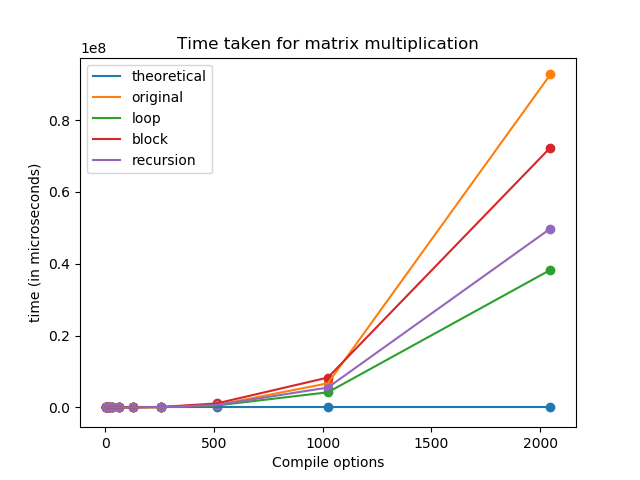 Time taken for matrix multiplication
1e8
theoretical
original
loop
block
recursion
0.8
0.6
0.4
0.2
0.0
time (in microseconds)
0 500 1000 1500 2000
Compile options